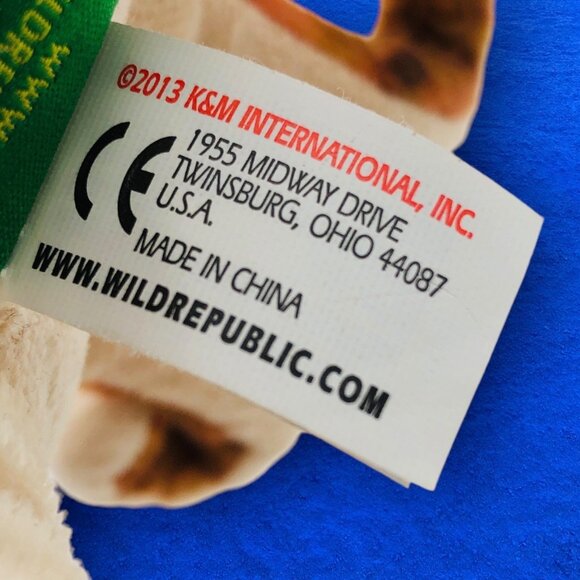 ©2013 K&M INTERNATIONAL, INC.
1955 MIDWAY DRIVE
TWINSBURG, OHIO 44087
U.S.A.
CE
MADE IN CHINA
WWW.WILDREPUBLIC.COM